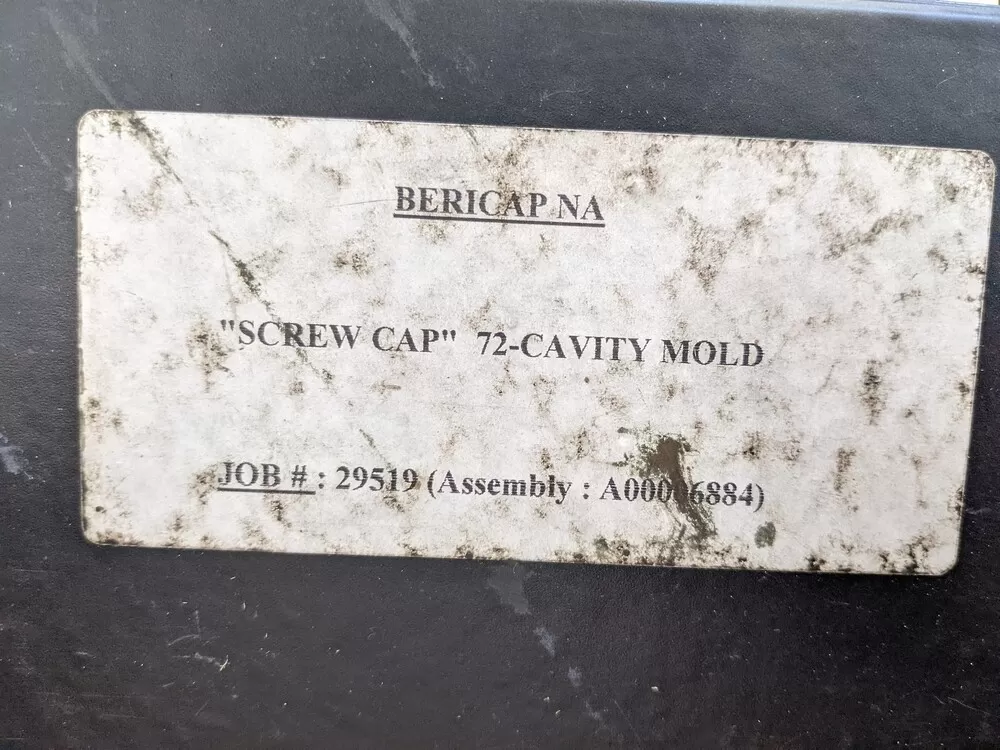 BERICAP NA
"SCREW CAP" 72-CAVITY MOLD
JOB # : 29519 (Assembly : A00006884)